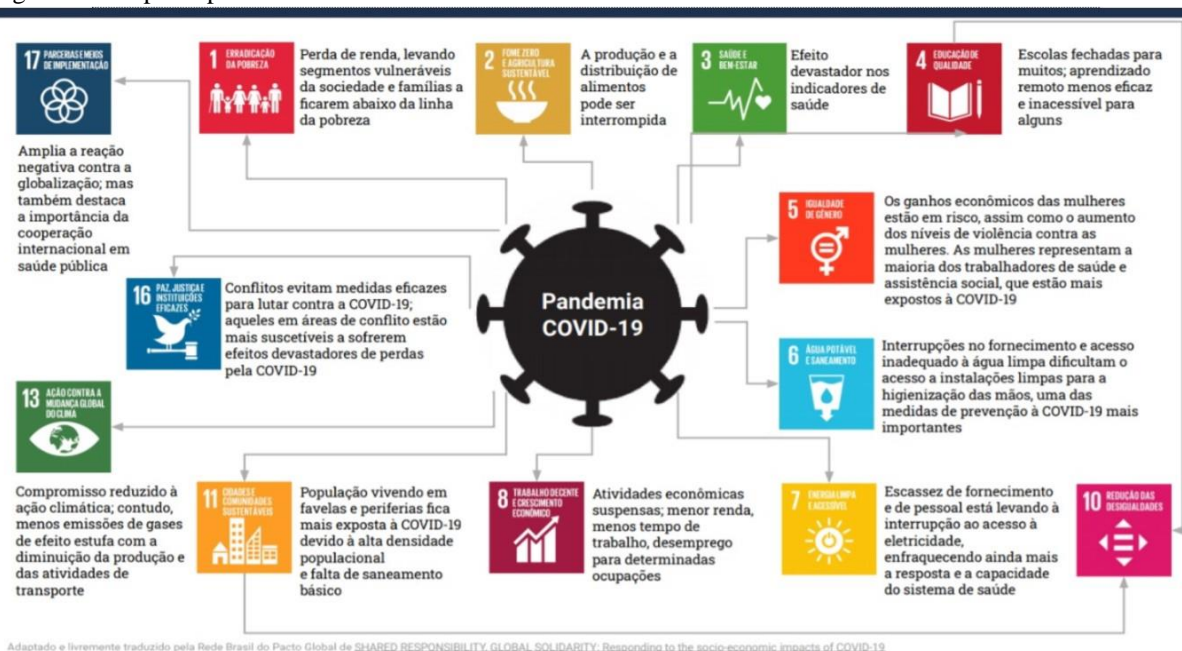 17 PARCERIAS E MEIOS
DE IMPLEMENTAÇÃO
Amplia a reação
negativa contra a
globalização; mas
também destaca
a importância da
cooperação
internacional em
saúde pública
1 ERRADICAÇÃO
DA POBREZA
Perda de renda, levando
segmentos vulneráveis
da sociedade e famílias a
ficarem abaixo da linha
da pobreza
2 FOME ZERO
E AGRICULTURA
SUSTENTÁVEL
A produção e a
distribuição de
alimentos
pode ser
interrompida
3 SAÚDE E
BEM-ESTAR
Efeito
devastador nos
indicadores de
saúde
4 EDUCAÇÃO DE
QUALIDADE
Escolas fechadas para
muitos; aprendizado
remoto menos eficaz
e inacessível para
alguns
5 IGUALDADE
DE GÊNERO
Os ganhos econômicos das mulheres
estão em risco, assim como o aumento
dos níveis de violência contra as
mulheres. As mulheres representam a
maioria dos trabalhadores de saúde e
assistência social, que estão mais
expostos à COVID-19
Pandemia
COVID-19
16 PAZ, JUSTIÇA E
INSTITUIÇÕES
EFICAZES
Conflitos evitam medidas eficazes
para lutar contra a COVID-19;
aqueles em áreas de conflito estão
mais suscetíveis a sofrerem
efeitos devastadores de perdas
pela COVID-19
6 ÁGUA POTÁVEL
E SANEAMENTO
Interrupções no fornecimento e acesso
inadequado à água limpa dificultam o
acesso a instalações limpas para a
higienização das mãos, uma das
medidas de prevenção à COVID-19 mais
importantes
13 AÇÃO CONTRA A
MUDANÇA GLOBAL
DO CLIMA
Compromisso reduzido à
ação climática; contudo,
menos emissões de gases
de efeito estufa com a
diminuição da produção e
das atividades de
transporte
11 CIDADES E
COMUNIDADES
SUSTENTÁVEIS
População vivendo em
favelas e periferias fica
mais exposta à COVID-19
devido à alta densidade
populacional
e falta de saneamento
básico
8 TRABALHO DECENTE
E CRESCIMENTO
ECONÔMICO
Atividades econômicas
suspensas; menor renda,
menos tempo de
trabalho, desemprego
para determinadas
ocupações
7 ENERGIA LIMPA
E ACESSÍVEL
Escassez de fornecimento
e de pessoal está levando à
interrupção ao acesso à
eletricidade,
enfraquecendo ainda mais
a resposta e a capacidade
do sistema de saúde
10 REDUÇÃO DAS
DESIGUALDADES
Adaptado e livremente traduzido pela Rede Brasil do Pacto Global de SHARED RESPONSIBILITY, GLOBAL SOLIDARITY: Responding to the socio-economic impacts of COVID-19